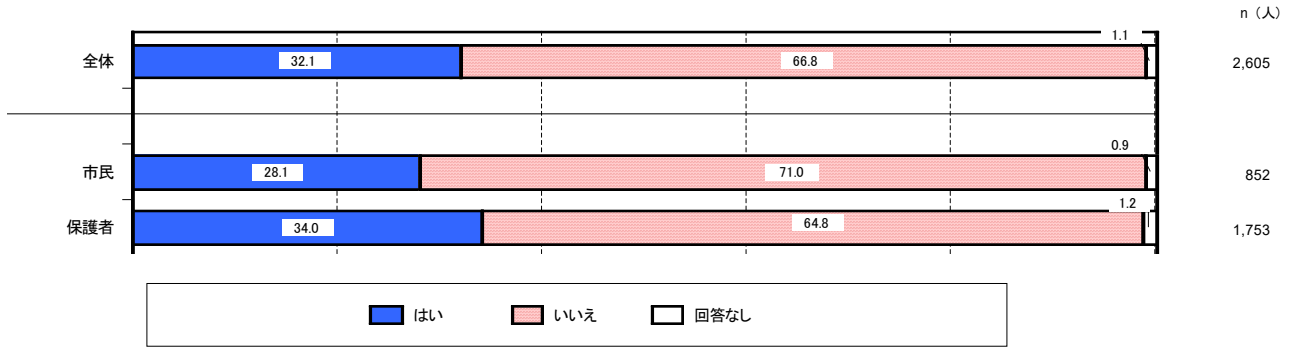 n（人）
1.1
全体 32.1 66.8 2,605
0.9
市民 28.1 71.0 852
1.2
保護者 34.0 64.8 1,753
はい いいえ 回答なし